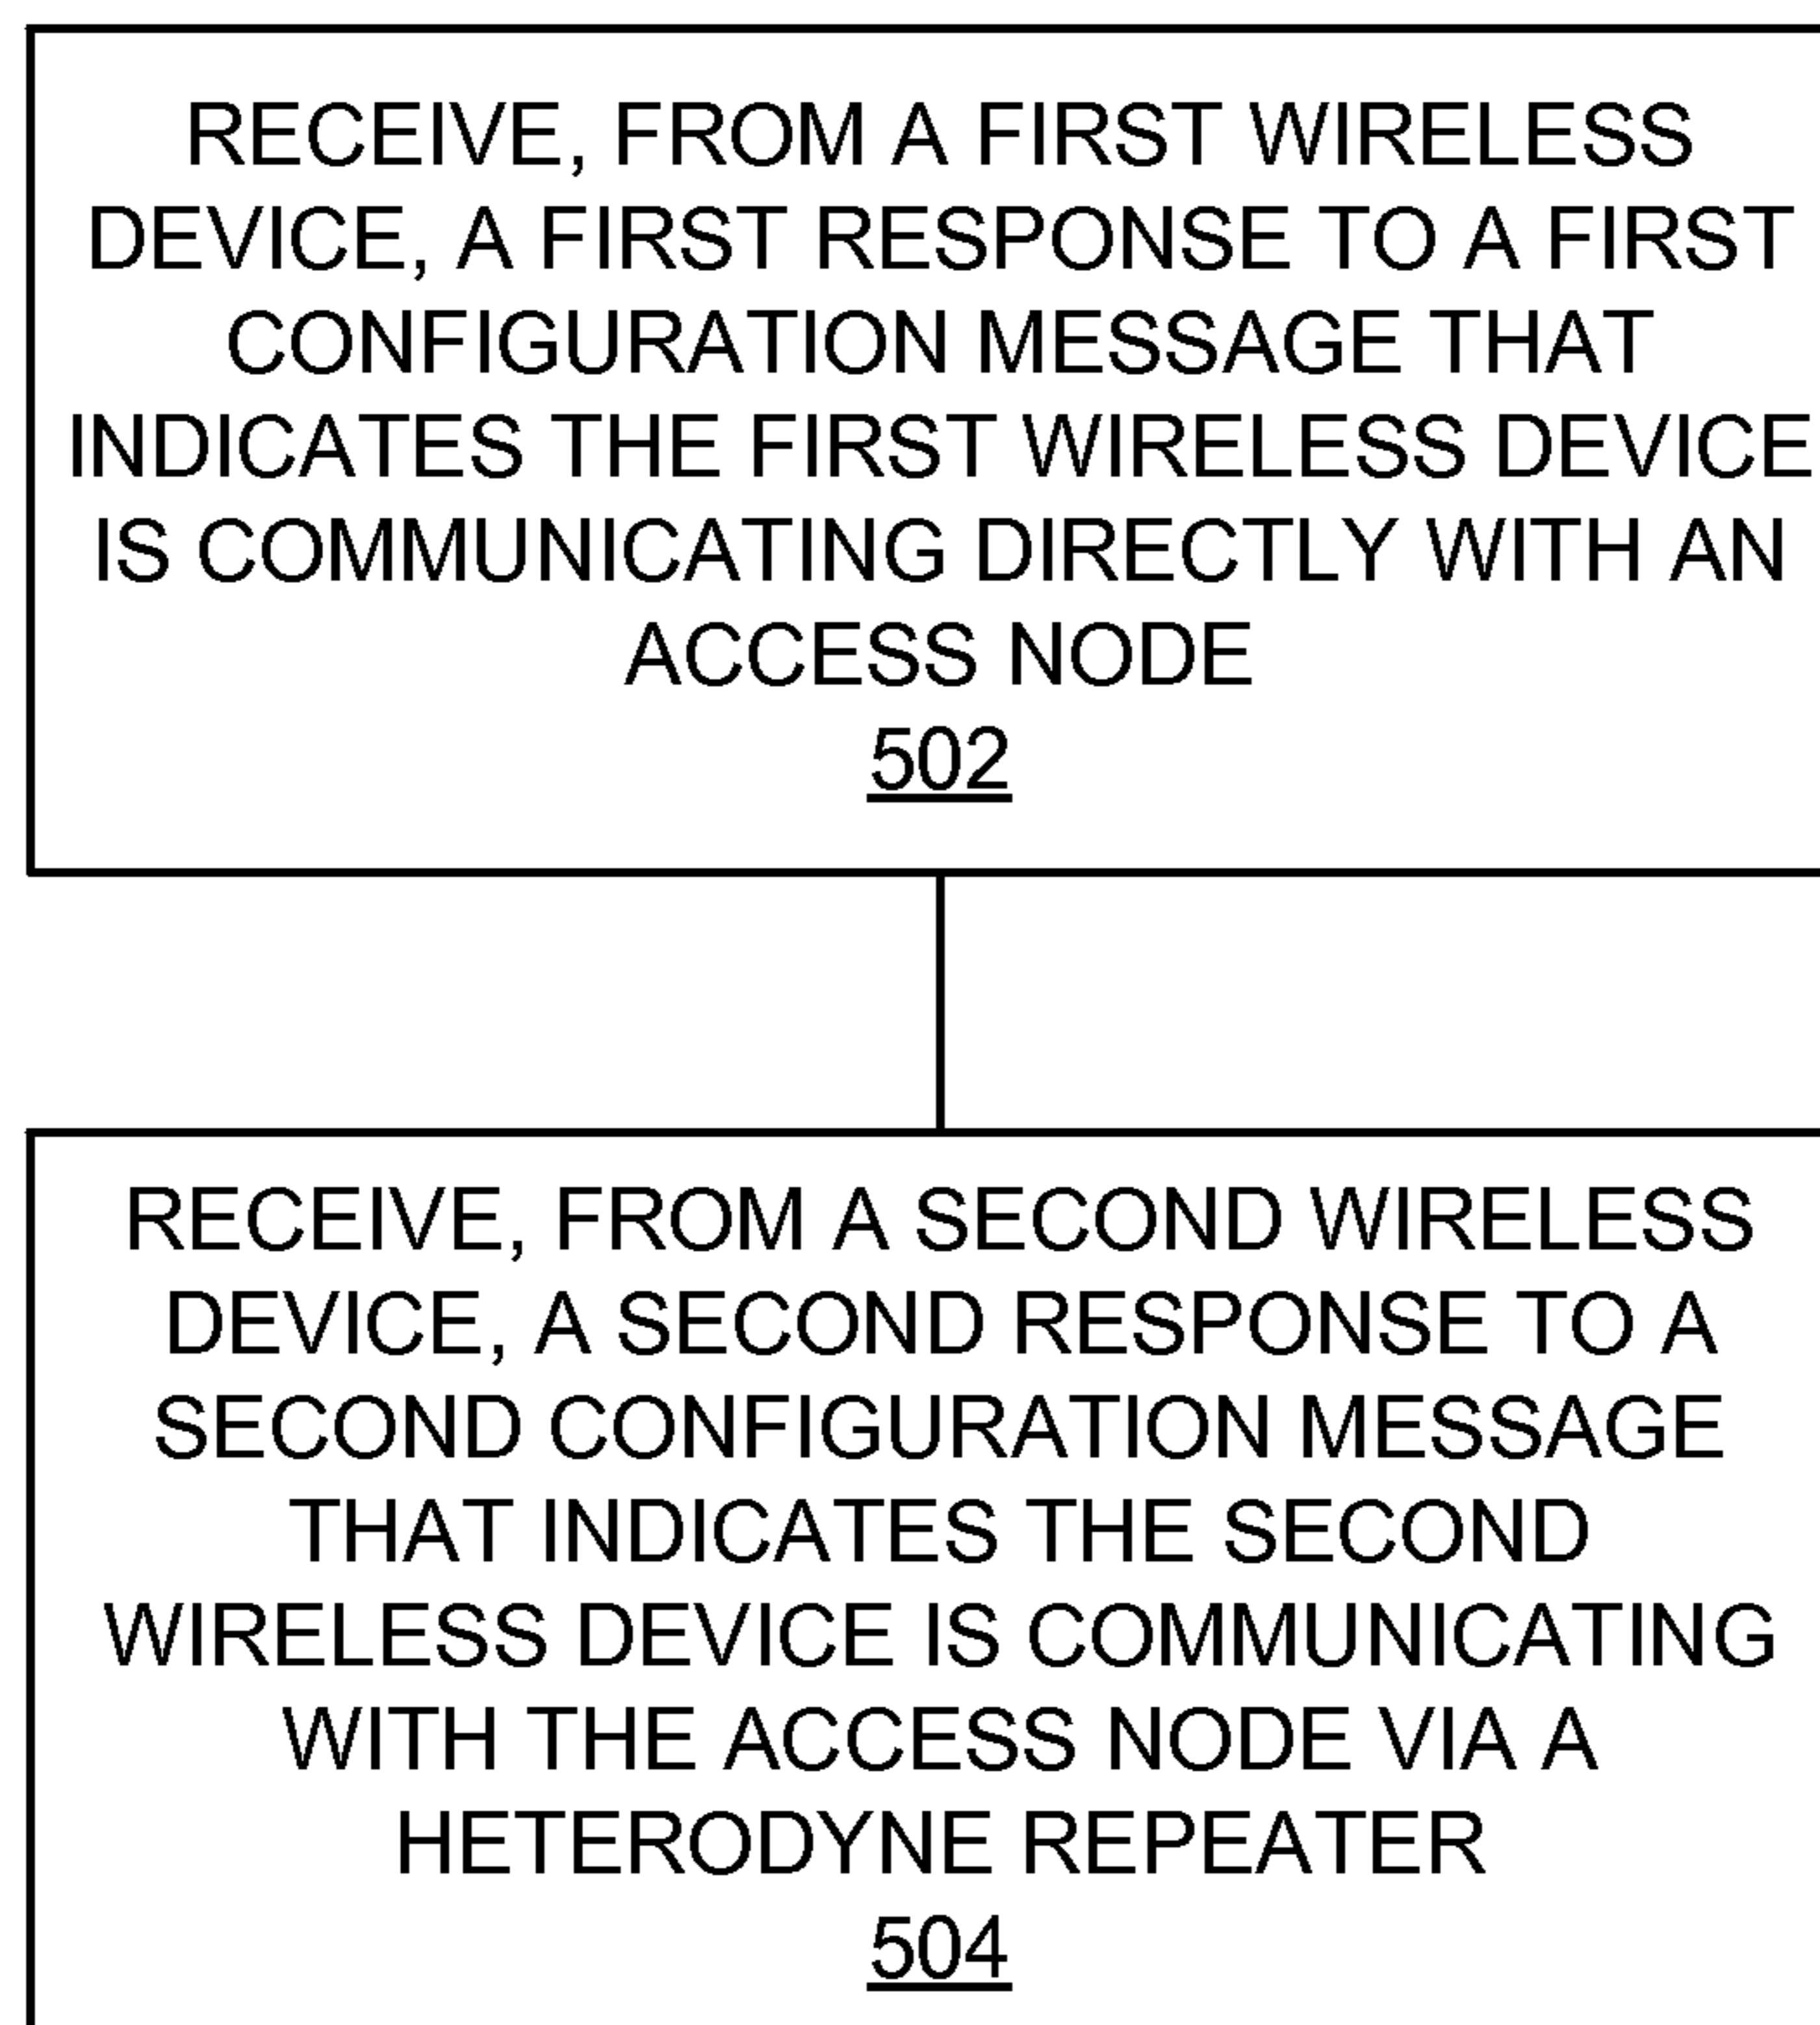 RECEIVE, FROM A FIRST WIRELESS
DEVICE, A FIRST RESPONSE TO A FIRST
CONFIGURATION MESSAGE THAT
INDICATES THE FIRST WIRELESS DEVICE
IS COMMUNICATING DIRECTLY WITH AN
ACCESS NODE
502
RECEIVE, FROM A SECOND WIRELESS
DEVICE, A SECOND RESPONSE TO A
SECOND CONFIGURATION MESSAGE
THAT INDICATES THE SECOND
WIRELESS DEVICE IS COMMUNICATING
WITH THE ACCESS NODE VIA A
HETERODYNE REPEATER
504